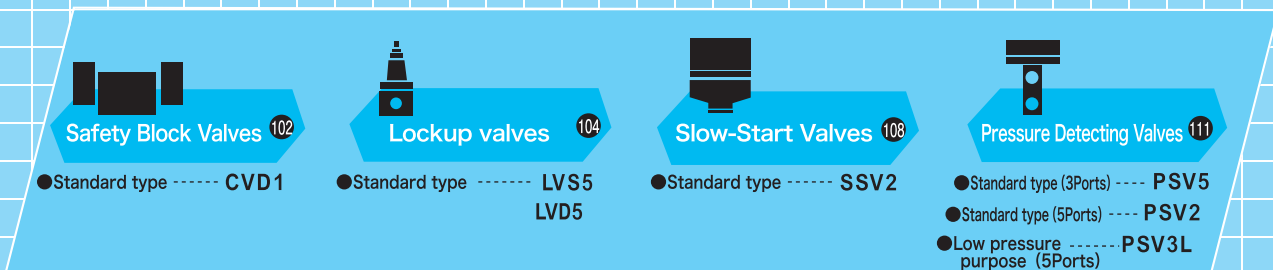 Safety Block Valves 102
●Standard type ------ CVD1
Lockup valves 104
●Standard type ------- LVS5
LVD5
Slow-Start Valves 108
●Standard type ------ SSV2
Pressure Detecting Valves 111
●Standard type (3Ports) ---- PSV5
●Standard type (5Ports) ---- PSV2
●Low pressure ------- PSV3L
purpose (5Ports)